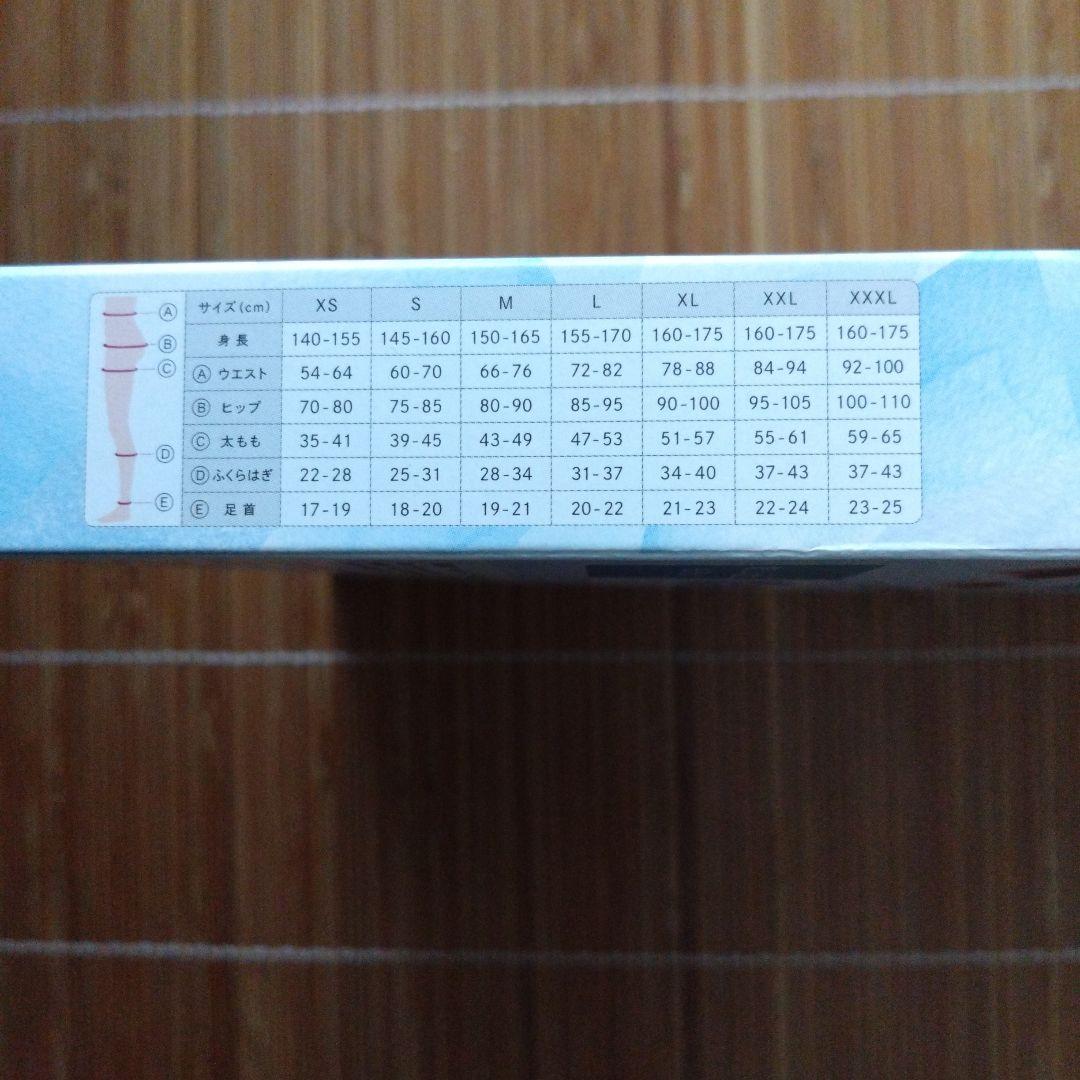 サイズ(cm) XS S M L XL XXL XXXL
身長 140-155 145-160 150-165 155-170 160-175 160-175 160-175
Ⓐ ウエスト 54-64 60-70 66-76 72-82 78-88 84-94 92-100
Ⓑ ヒップ 70-80 75-85 80-90 85-95 90-100 95-105 100-110
Ⓒ 太もも 35-41 39-45 43-49 47-53 51-57 55-61 59-65
Ⓓ ふくらはぎ 22-28 25-31 28-34 31-37 34-40 37-43 37-43
Ⓔ 足首 17-19 18-20 19-21 20-22 21-23 22-24 23-25
Ⓐ
Ⓑ
Ⓒ
Ⓓ
Ⓔ